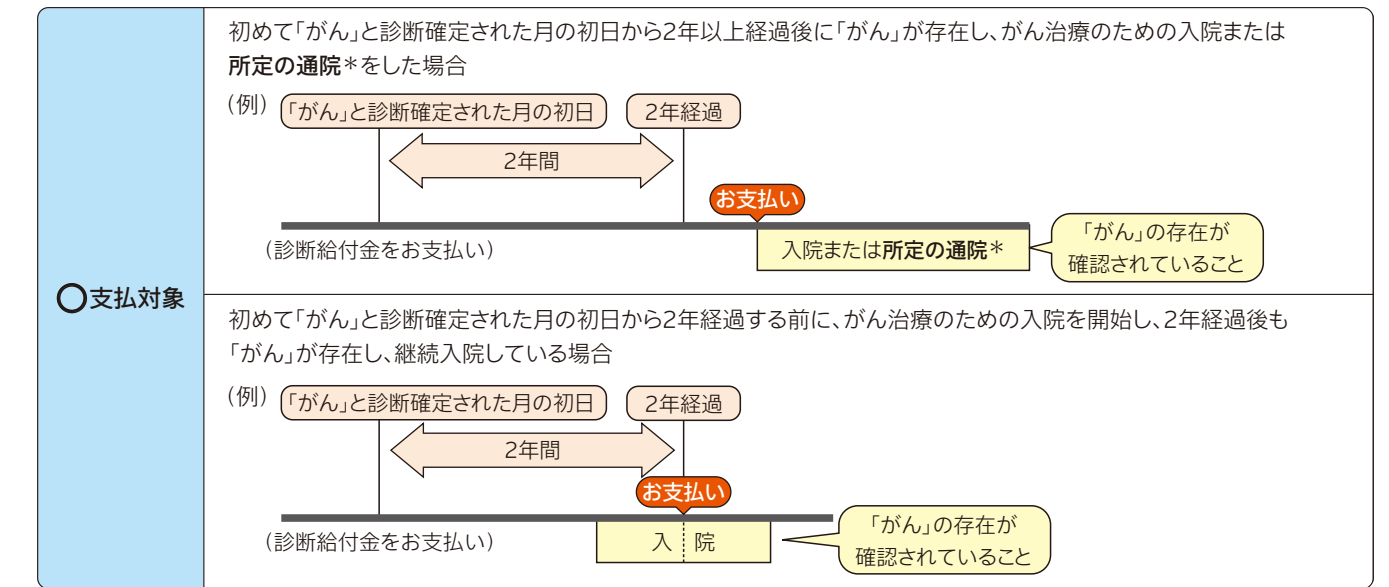 〇支払対象
初めて「がん」と診断確定された月の初日から2年以上経過後に「がん」が存在し、がん治療のための入院または
所定の通院＊をした場合
（例）
「がん」と診断確定された月の初日
2年経過
2年間
お支払い
（診断給付金をお支払い）
入院または所定の通院＊
「がん」の存在が
確認されていること
初めて「がん」と診断確定された月の初日から2年経過する前に、がん治療のための入院を開始し、2年経過後も
「がん」が存在し、継続入院している場合
（例）
「がん」と診断確定された月の初日
2年経過
2年間
お支払い
（診断給付金をお支払い）
入院
「がん」の存在が
確認されていること